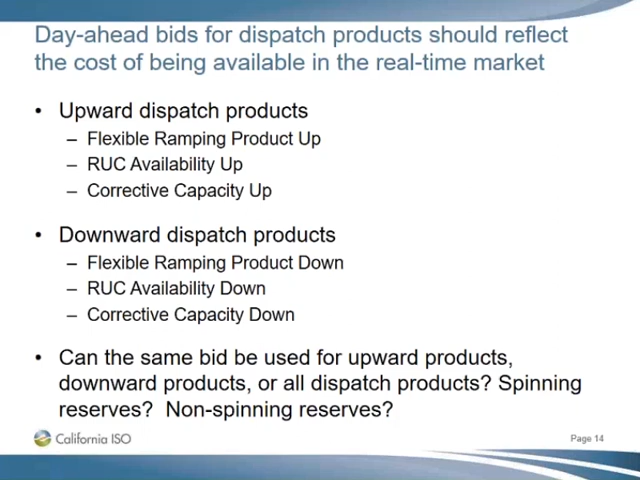 Day-ahead bids for dispatch products should reflect
the cost of being available in the real-time market
• Upward dispatch products
– Flexible Ramping Product Up
– RUC Availability Up
– Corrective Capacity Up
• Downward dispatch products
– Flexible Ramping Product Down
– RUC Availability Down
– Corrective Capacity Down
• Can the same bid be used for upward products,
downward products, or all dispatch products? Spinning
reserves? Non-spinning reserves?
California ISO
Page 14